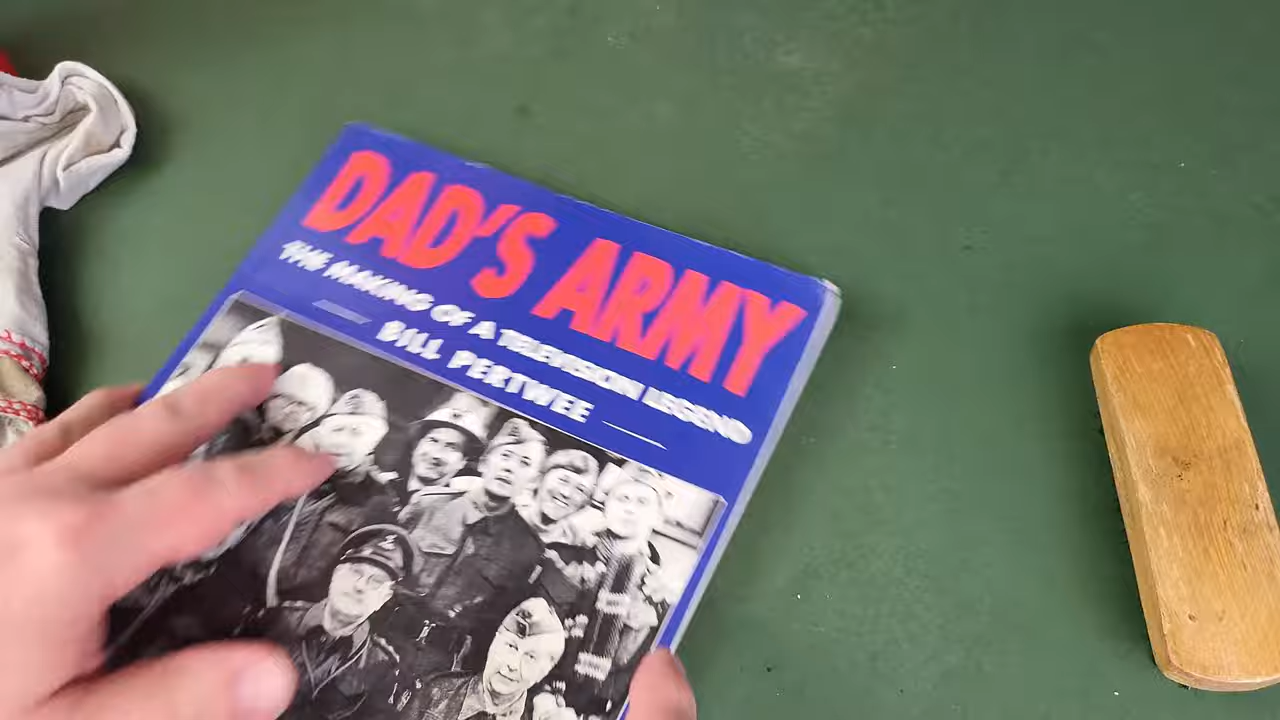 DAD'S ARMY
THE MAKING OF A TELEVISION LEGEND
BILL PERTWEE